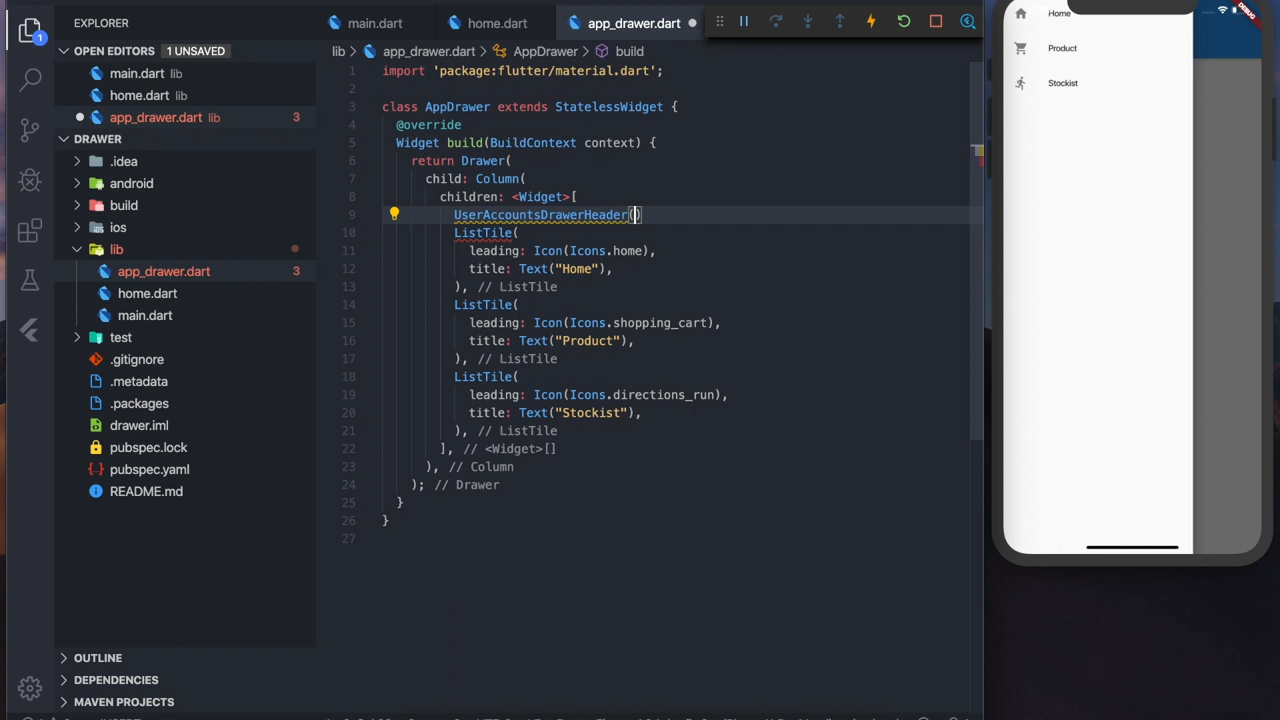 EXPLORER
OPEN EDITORS 1 UNSAVED
main.dart lib
home.dart lib
app_drawer.dart lib 3
DRAWER
.idea
android
build
ios
lib
app_drawer.dart 3
home.dart
main.dart
test
.gitignore
.metadata
.packages
drawer.iml
pubspec.lock
pubspec.yaml
README.md
OUTLINE
DEPENDENCIES
MAVEN PROJECTS
1
main.dart home.dart app_drawer.dart
lib > app_drawer.dart > AppDrawer > build
1 import 'package:flutter/material.dart';
2
3 class AppDrawer extends StatelessWidget {
4 @override
5 Widget build(BuildContext context) {
6 return Drawer(
7 child: Column(
8 children: <Widget>[
9 UserAccountsDrawerHeader()
10 ListTile(
11 leading: Icon(Icons.home),
12 title: Text("Home"),
13 ), // ListTile
14 ListTile(
15 leading: Icon(Icons.shopping_cart),
16 title: Text("Product"),
17 ), // ListTile
18 ListTile(
19 leading: Icon(Icons.directions_run),
20 title: Text("Stockist"),
21 ), // ListTile
22 ], // <Widget>[]
23 ), // Column
24 ); // Drawer
25 }
26 }
27
Home
Product
Stockist
DEBUG